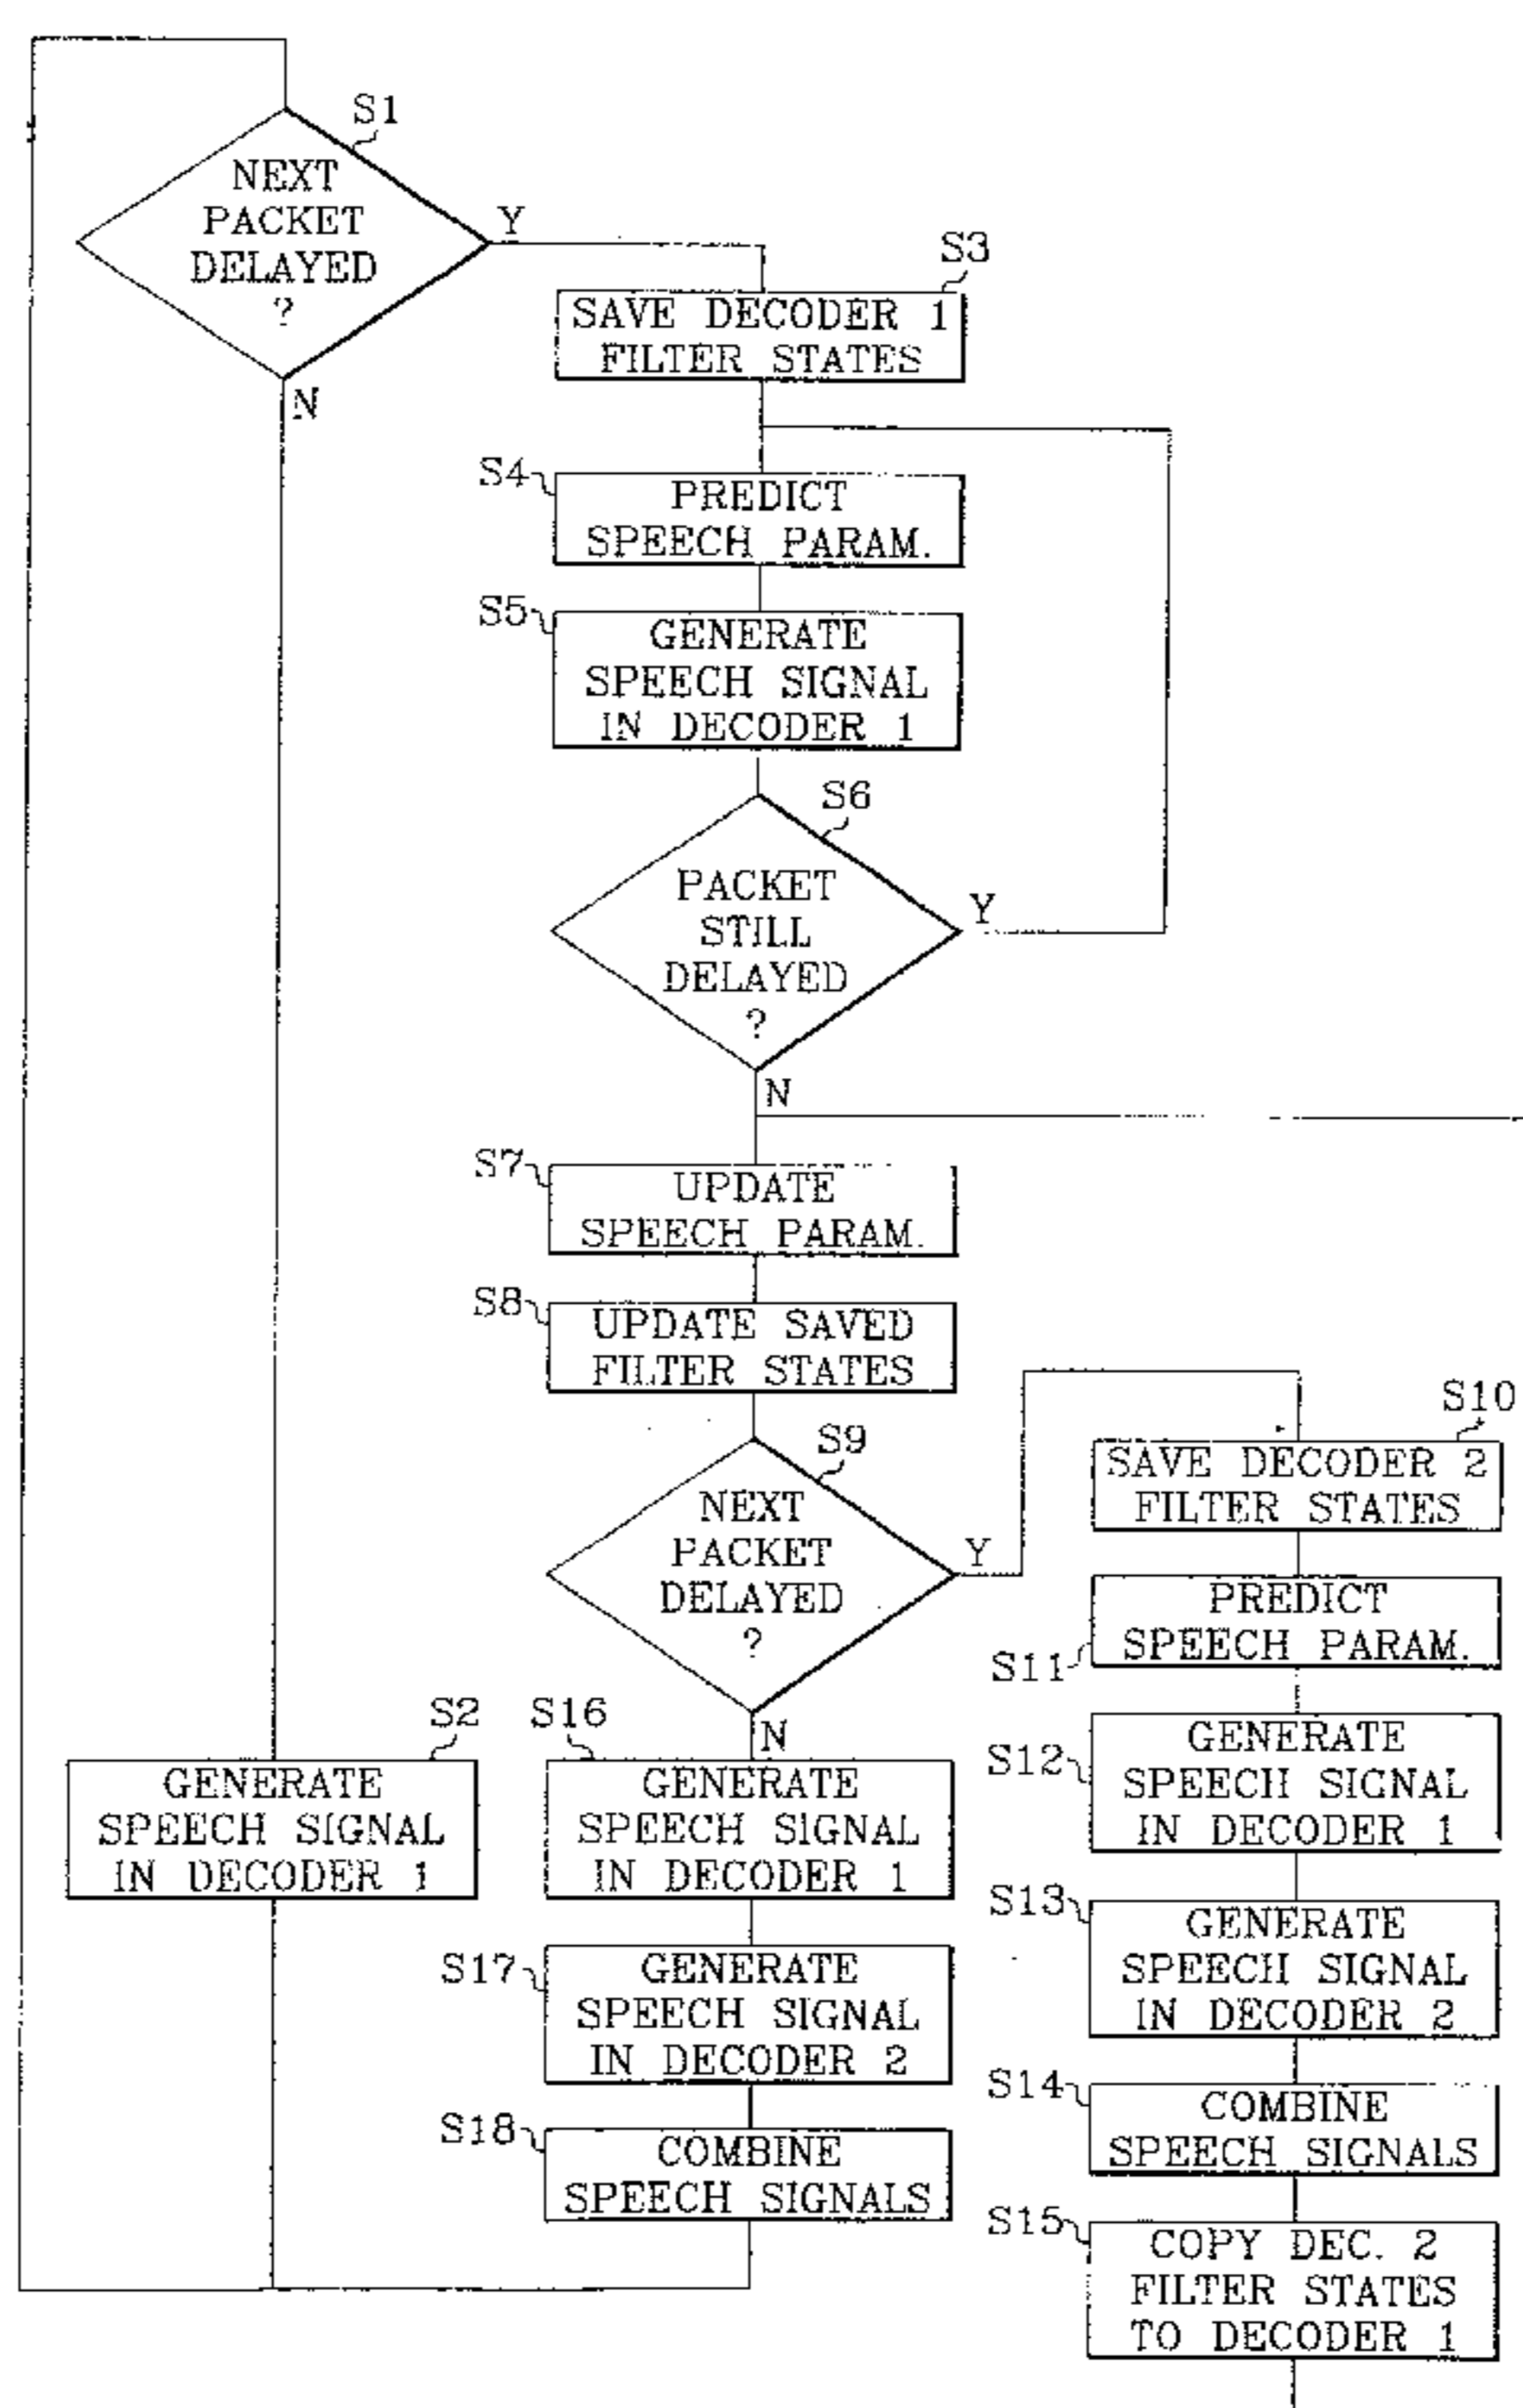 S1
NEXT
PACKET
DELAYED
?
Y
N
S3
SAVE DECODER 1
FILTER STATES
S4
PREDICT
SPEECH PARAM.
S5
GENERATE
SPEECH SIGNAL
IN DECODER 1
S6
PACKET
STILL
DELAYED
?
Y
N
S7
UPDATE
SPEECH PARAM.
S8
UPDATE SAVED
FILTER STATES
S9
NEXT
PACKET
DELAYED
?
Y
N
S10
SAVE DECODER 2
FILTER STATES
S11
PREDICT
SPEECH PARAM.
S12
GENERATE
SPEECH SIGNAL
IN DECODER 1
S13
GENERATE
SPEECH SIGNAL
IN DECODER 2
S14
COMBINE
SPEECH SIGNALS
S15
COPY DEC. 2
FILTER STATES
TO DECODER 1
S2
GENERATE
SPEECH SIGNAL
IN DECODER 1
S16
GENERATE
SPEECH SIGNAL
IN DECODER 1
S17
GENERATE
SPEECH SIGNAL
IN DECODER 2
S18
COMBINE
SPEECH SIGNALS